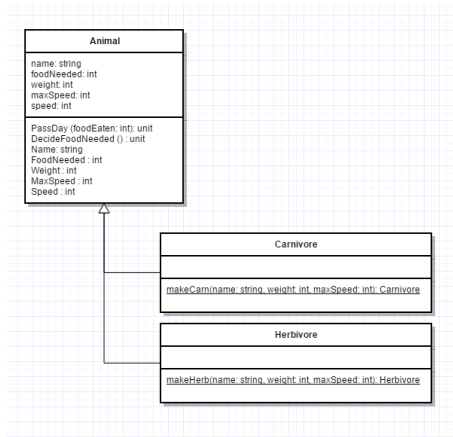 Animal
name: string
foodNeeded: int
weight: int
maxSpeed: int
speed: int
PassDay (foodEaten: int): unit
DecideFoodNeeded () : unit
Name: string
FoodNeeded : int
Weight : int
MaxSpeed : int
Speed : int
Carnivore
makeCarn(name: string, weight: int, maxSpeed: int): Carnivore
Herbivore
makeHerb(name: string, weight: int, maxSpeed: int): Herbivore